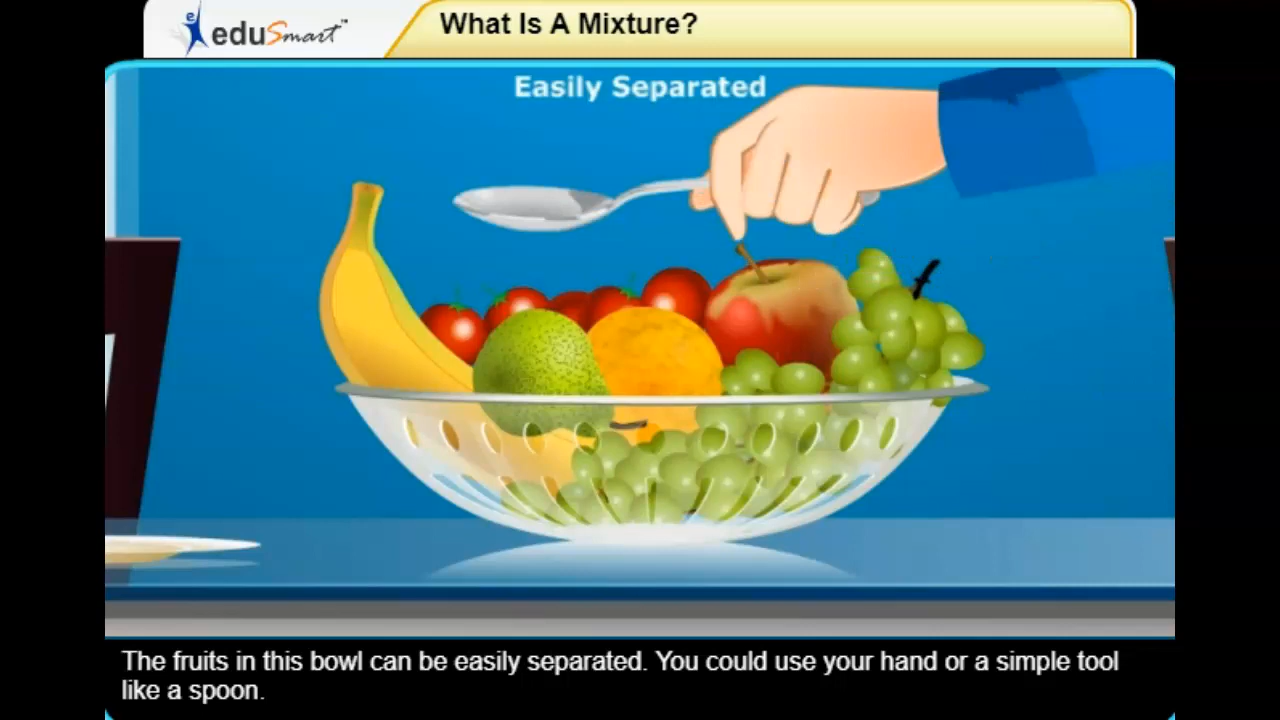 eduSmart™
What Is A Mixture?
Easily Separated
The fruits in this bowl can be easily separated. You could use your hand or a simple tool
like a spoon.